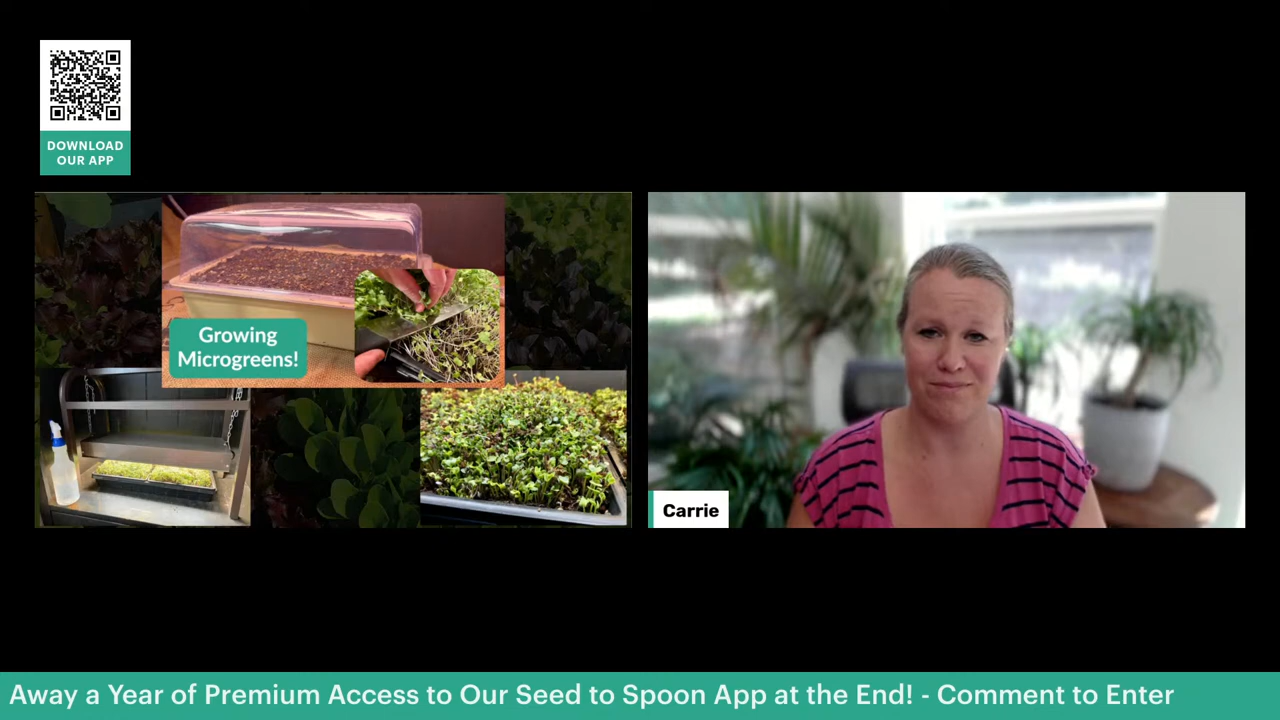 DOWNLOAD
OUR APP
Growing
Microgreens!
Carrie
Away a Year of Premium Access to Our Seed to Spoon App at the End! - Comment to Enter